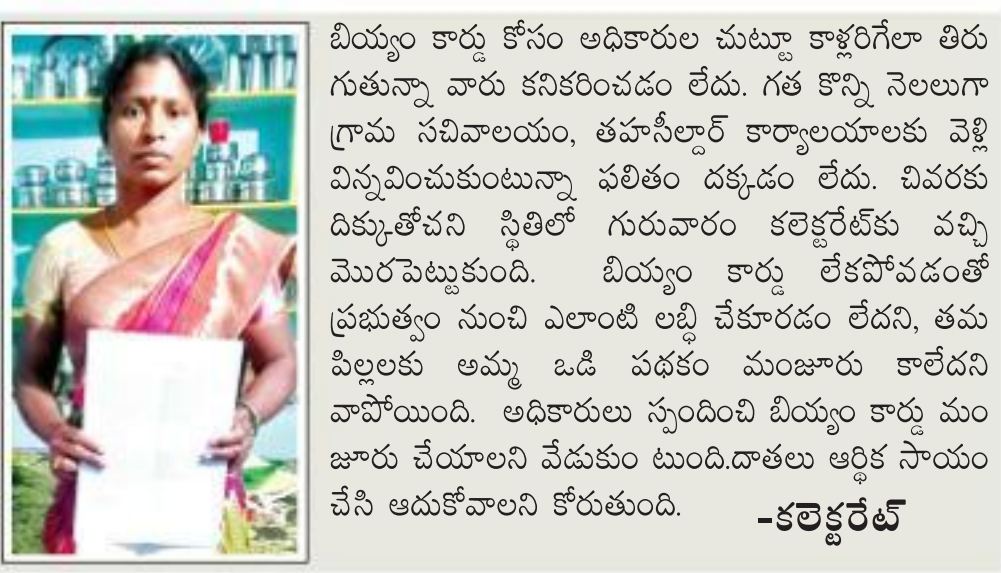 బియ్యం కార్డు కోసం అధికారుల చుట్టూ కాళ్లరిగేలా తిరు
గుతున్నా వారు కనికరించడం లేదు. గత కొన్ని నెలలుగా
గ్రామ సచివాలయం, తహసీల్దార్ కార్యాలయాలకు వెళ్లి
విన్నవించుకుంటున్నా ఫలితం దక్కడం లేదు. చివరకు
దిక్కుతోచని స్థితిలో గురువారం కలెక్టరేట్‌కు వచ్చి
మొరపెట్టుకుంది. బియ్యం కార్డు లేకపోవడంతో
ప్రభుత్వం నుంచి ఎలాంటి లబ్ధి చేకూరడం లేదని, తమ
పిల్లలకు అమ్మ ఒడి పథకం మంజూరు కాలేదని
వాపోయింది. అధికారులు స్పందించి బియ్యం కార్డు మం
జూరు చేయాలని వేడుకుం టుంది.దాతలు ఆర్థిక సాయం
చేసి ఆదుకోవాలని కోరుతుంది.
-కలెక్టరేట్